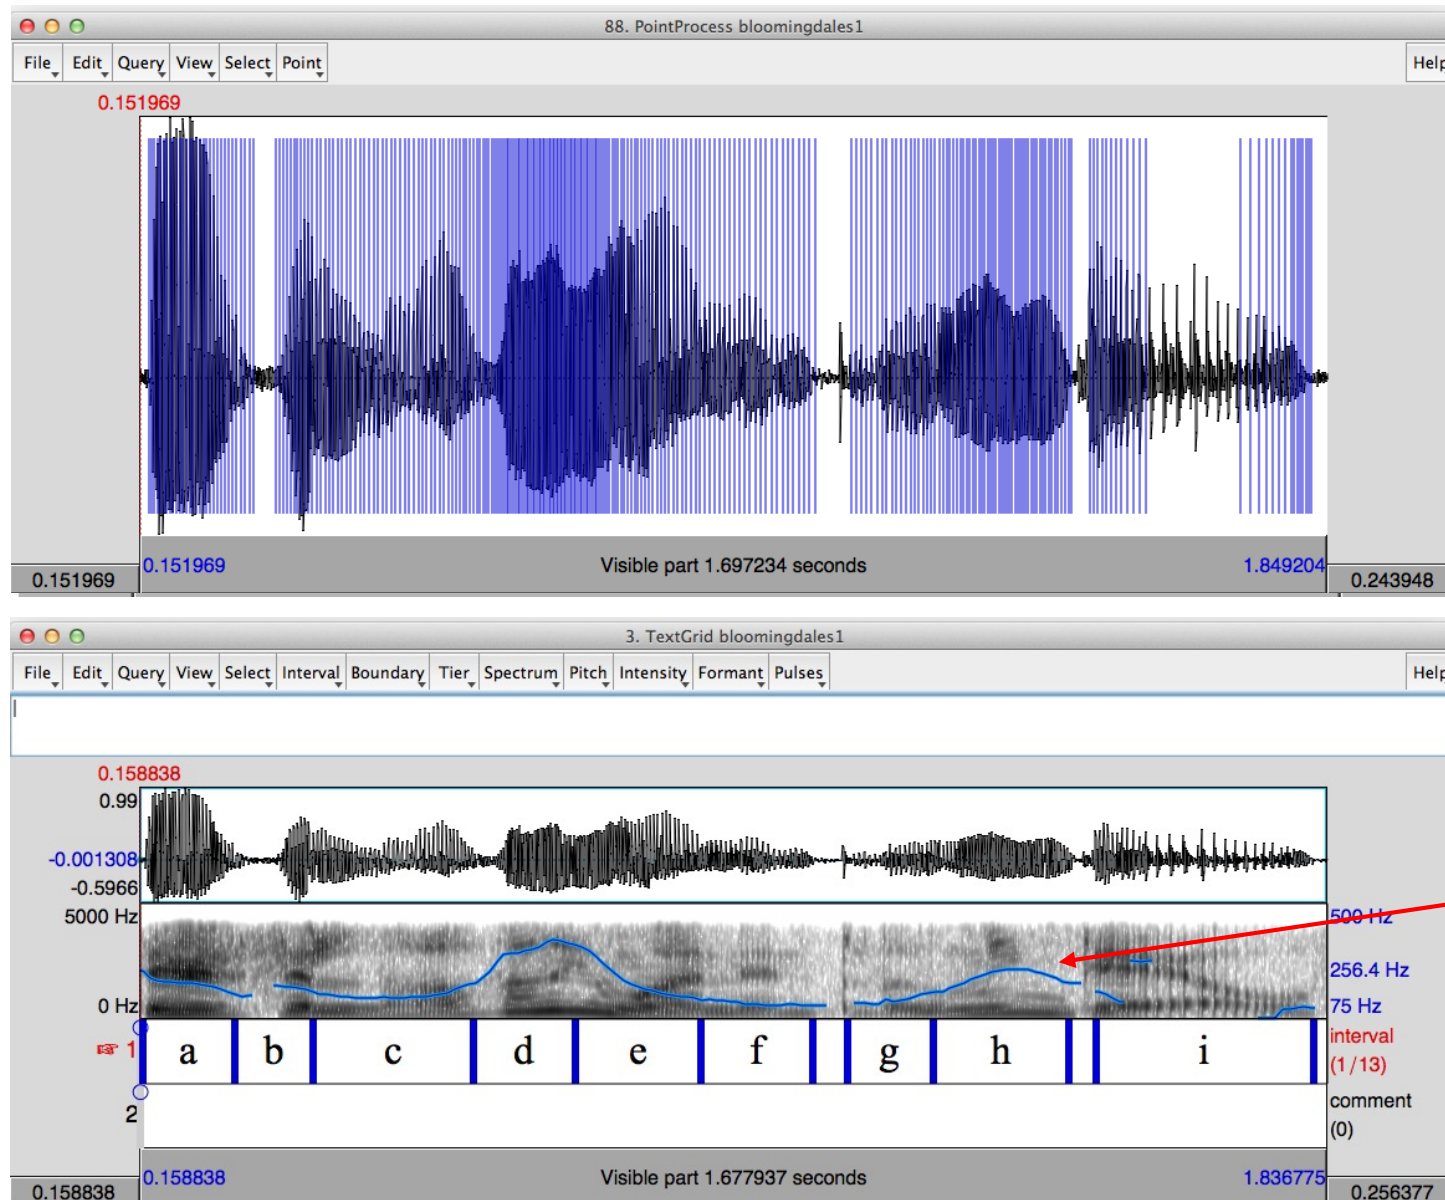 88. PointProcess bloomingdales1
File Edit Query View Select Point Help
0.151969
0.151969 Visible part 1.697234 seconds 1.849204
0.151969 0.243948
3. TextGrid bloomingdales1
File Edit Query View Select Interval Boundary Tier Spectrum Pitch Intensity Formant Pulses Help
0.158838
0.99
-0.001308
-0.5966
5000 Hz 500 Hz
256.4 Hz
0 Hz 75 Hz
☞ 1 a b c d e f g h i interval
(1/13)
2 comment
(0)
0.158838 Visible part 1.677937 seconds 1.836775
0.158838 0.256377